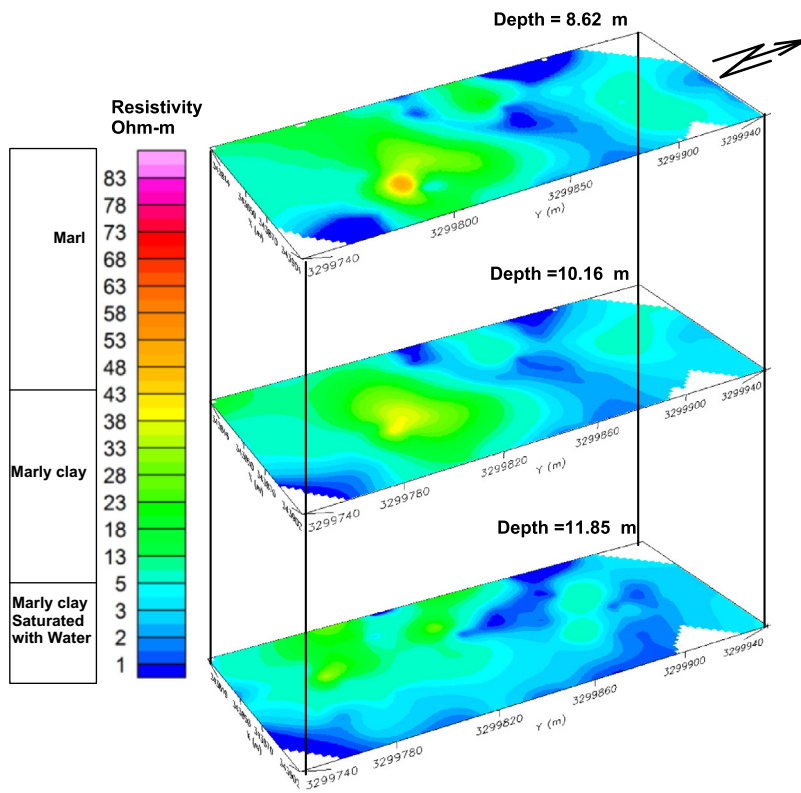 Depth = 8.62 m
Resistivity
Ohm-m
83
78
73
68
63
58
53
48
43
38
33
28
23
18
13
5
3
2
1
Marl
Marly clay
Marly clay
Saturated
with Water
3299740
3299800
3299850
3299900
3299940
Y (m)
Depth =10.16 m
3299740
3299780
3299820
3299860
3299900
3299940
Y (m)
Depth =11.85 m
3299740
3299780
3299820
3299860
3299900
3299940
Y (m)